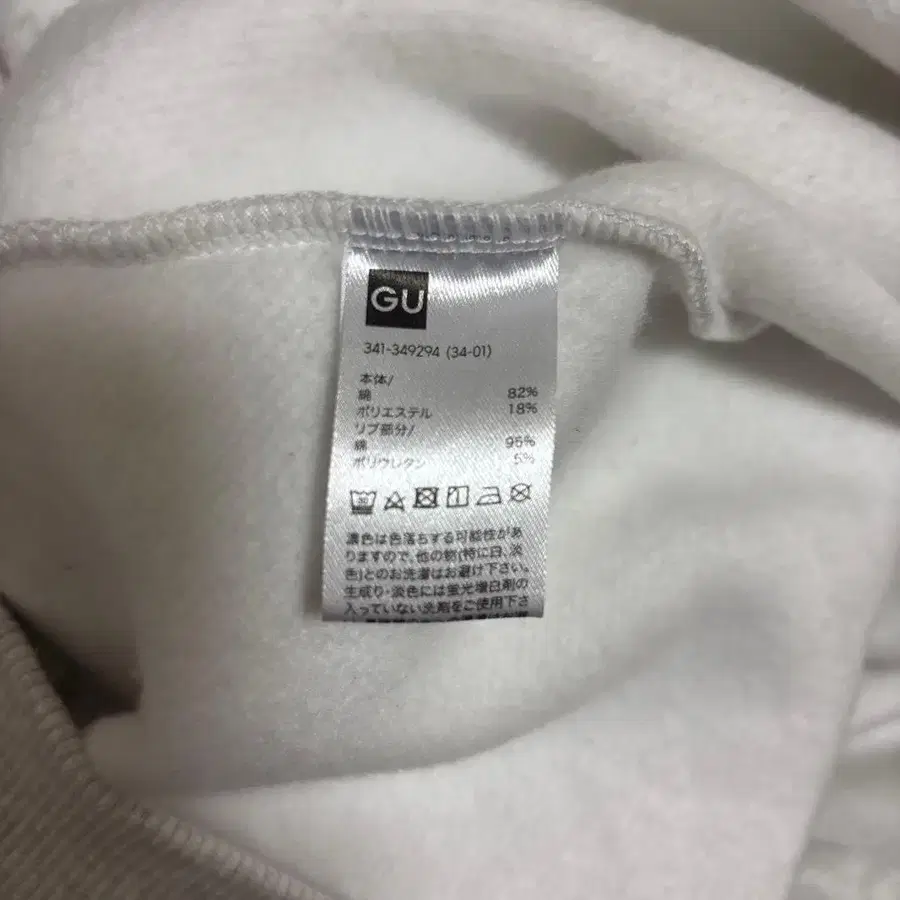 GU
341-349294 (34-01)
本体/
綿 82%
ポリエステル 18%
リブ部分/
綿 95%
ポリウレタン 5%
濃色は色落ちする可能性があ
りますので、他の物(特に白、淡
色)とのお洗濯はお避け下さい。
生成り・淡色には蛍光増白剤の
入っていない洗剤をご使用下さ